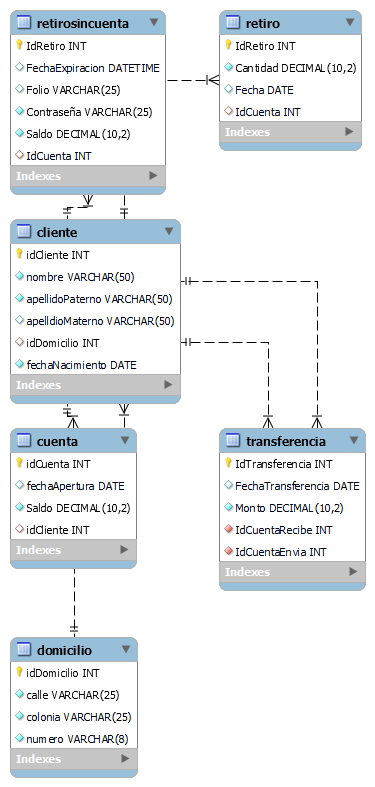 retirosincuenta
IdRetiro INT
FechaExpiracion DATETIME
Folio VARCHAR(25)
Contraseña VARCHAR(25)
Saldo DECIMAL(10,2)
IdCuenta INT
Indexes
retiro
IdRetiro INT
Cantidad DECIMAL(10,2)
Fecha DATE
IdCuenta INT
Indexes
cliente
idCliente INT
nombre VARCHAR(50)
apellidoPaterno VARCHAR(50)
apelldioMaterno VARCHAR(50)
idDomicilio INT
fechaNacimiento DATE
Indexes
cuenta
idCuenta INT
fechaApertura DATE
Saldo DECIMAL(10,2)
idCliente INT
Indexes
transferencia
IdTransferencia INT
FechaTransferencia DATE
Monto DECIMAL(10,2)
IdCuentaRecibe INT
IdCuentaEnvia INT
Indexes
domicilio
idDomicilio INT
calle VARCHAR(25)
colonia VARCHAR(25)
numero VARCHAR(8)
Indexes